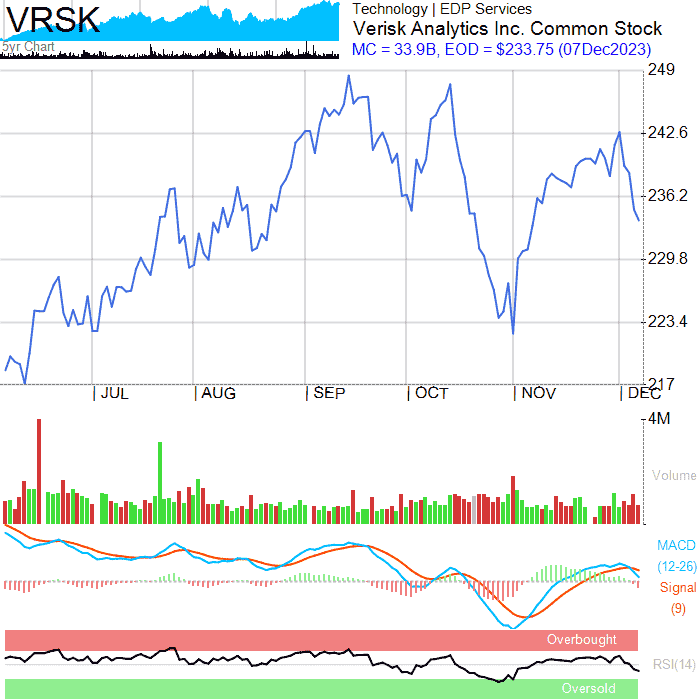 VRSK
5yr Chart
Technology | EDP Services
Verisk Analytics Inc. Common Stock
MC = 33.9B, EOD = $233.75 (07Dec2023)
249
242.6
236.2
229.8
223.4
217
| JUL | AUG | SEP | OCT | NOV | DEC
4M
Volume
MACD
(12-26)
Signal
(9)
Overbought
RSI(14)
Oversold